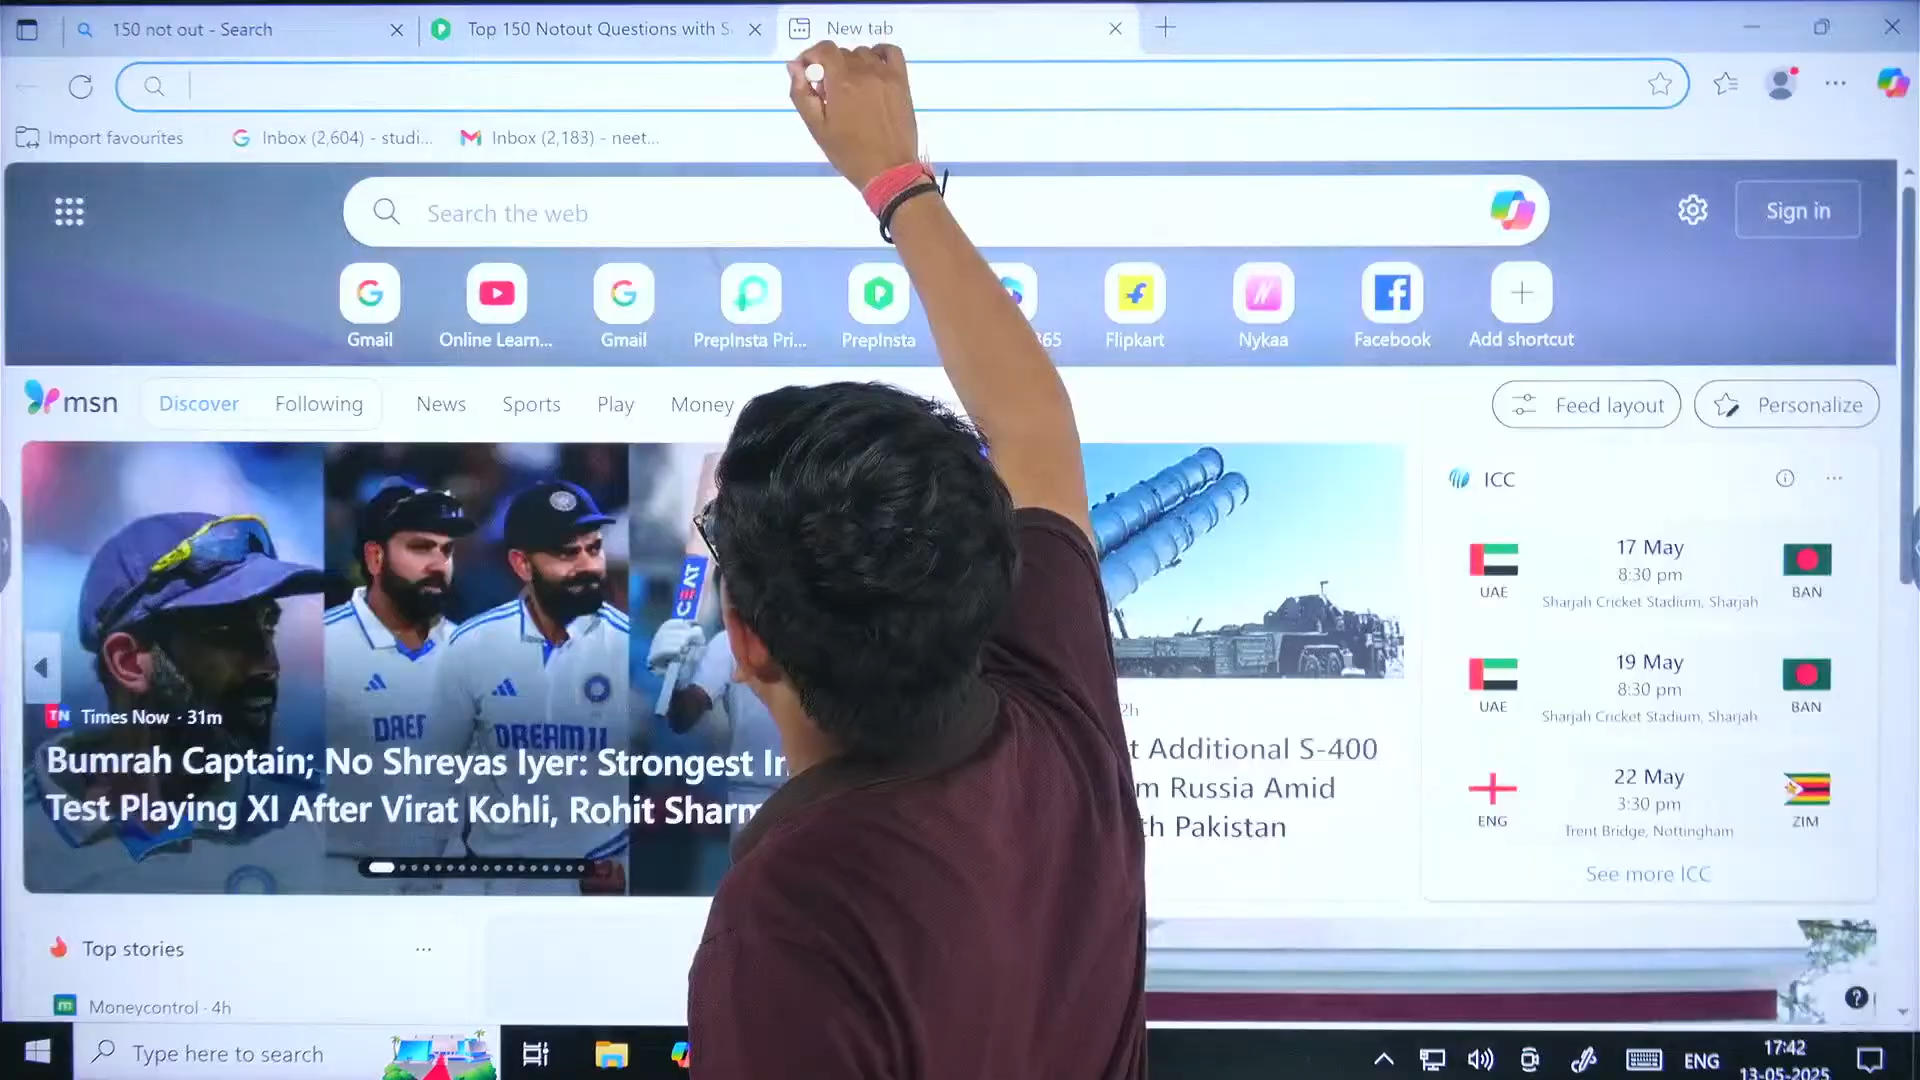 150 not out - Search
Top 150 Notout Questions with S
New tab
Import favourites
Inbox (2,604) - studi...
Inbox (2,183) - neet...
Search the web
Sign in
Gmail
Online Learn...
Gmail
PrepInsta Pri...
PrepInsta
365
Flipkart
Nykaa
Facebook
Add shortcut
msn
Discover
Following
News
Sports
Play
Money
Feed layout
Personalize
CEAT
DREAM11
TN Times Now · 31m
Bumrah Captain; No Shreyas Iyer: Strongest In
Test Playing XI After Virat Kohli, Rohit Sharm
2h
t Additional S-400
m Russia Amid
th Pakistan
ICC
17 May
8:30 pm
UAE
Sharjah Cricket Stadium, Sharjah
BAN
19 May
8:30 pm
UAE
Sharjah Cricket Stadium, Sharjah
BAN
22 May
3:30 pm
ENG
Trent Bridge, Nottingham
ZIM
See more ICC
Top stories
m Moneycontrol · 4h
Type here to search
ENG
17:42
13-05-2025